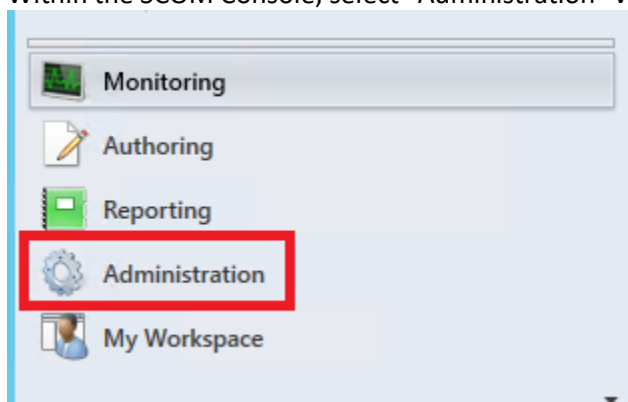 Within the SCOM Console, select "Administration"
Monitoring
Authoring
Reporting
Administration
My Workspace